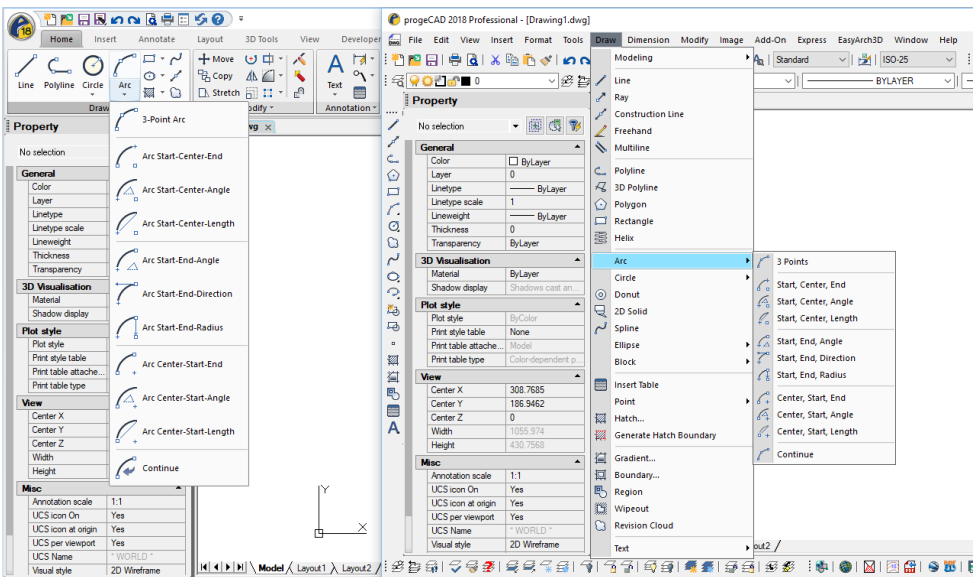 18
Home Insert Annotate Layout 3D Tools View Developer
Line Polyline Circle Arc
Move
Copy
Stretch
Text
Draw
odify
Annotation
Property
wg
No selection
General
Color
Layer
Linetype
Linetype scale
Lineweight
Thickness
Transparency
3D Visualisation
Material
Shadow display
Plot style
Plot style
Print style table
Print table attache...
Print table type
View
Center X
Center Y
Center Z
Width
Height
Misc
Annotation scale 1:1
UCS icon On Yes
UCS icon at origin Yes
UCS per viewport Yes
UCS Name "WORLD"
Visual style 2D Wireframe
3-Point Arc
Arc Start-Center-End
Arc Start-Center-Angle
Arc Start-Center-Length
Arc Start-End-Angle
Arc Start-End-Direction
Arc Start-End-Radius
Arc Center-Start-End
Arc Center-Start-Angle
Arc Center-Start-Length
Continue
Y
X
Model Layout1 Layout2
progeCAD 2018 Professional - [Drawing1.dwg]
File Edit View Insert Format Tools Draw Dimension Modify Image Add-On Express EasyArch3D Window Help
Standard ISO-25
0
BYLAYER
Property
No selection
General
Color ByLayer
Layer 0
Linetype ByLayer
Linetype scale 1
Lineweight ByLayer
Thickness 0
Transparency ByLayer
3D Visualisation
Material ByLayer
Shadow display Shadows cast an...
Plot style
Plot style ByColor
Print style table None
Print table attache... Model
Print table type Color-dependent p...
View
Center X 308.7685
Center Y 186.9462
Center Z 0
Width 1055.974
Height 430.7568
Misc
Annotation scale 1:1
UCS icon On Yes
UCS icon at origin Yes
UCS per viewport Yes
UCS Name "WORLD"
Visual style 2D Wireframe
Modeling
Line
Ray
Construction Line
Freehand
Multiline
Polyline
3D Polyline
Polygon
Rectangle
Helix
Arc
Circle
Donut
2D Solid
Spline
Ellipse
Block
Insert Table
Point
Hatch...
Generate Hatch Boundary
Gradient...
Boundary...
Region
Wipeout
Revision Cloud
Text
3 Points
Start, Center, End
Start, Center, Angle
Start, Center, Length
Start, End, Angle
Start, End, Direction
Start, End, Radius
Center, Start, End
Center, Start, Angle
Center, Start, Length
Continue
out2